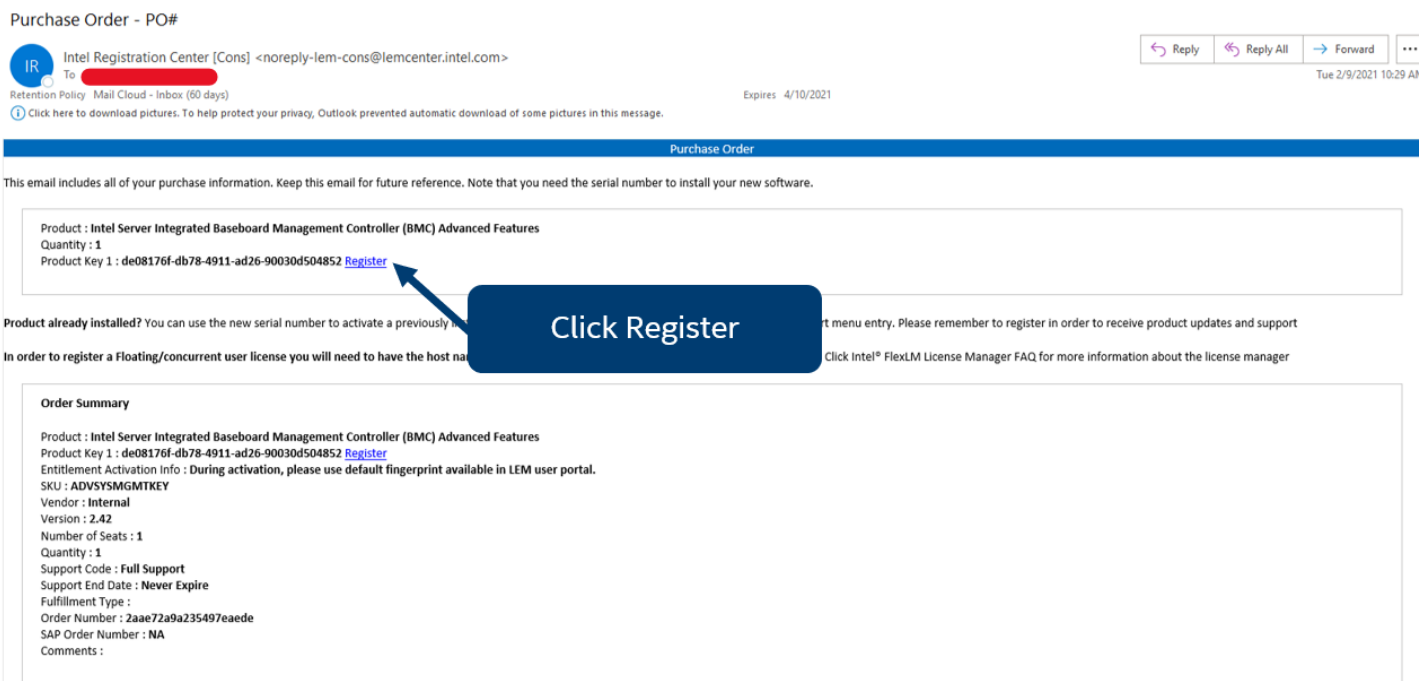 Purchase Order - PO#
IR
Intel Registration Center [Cons] <noreply-lem-cons@lemcenter.intel.com>
To
Reply
Reply All
Forward
...
Tue 2/9/2021 10:29 AM
Retention Policy Mail Cloud - Inbox (60 days)
Expires 4/10/2021
Click here to download pictures. To help protect your privacy, Outlook prevented automatic download of some pictures in this message.
Purchase Order
This email includes all of your purchase information. Keep this email for future reference. Note that you need the serial number to install your new software.
Product : Intel Server Integrated Baseboard Management Controller (BMC) Advanced Features
Quantity : 1
Product Key 1 : de08176f-db78-4911-ad26-90030d504852 Register
Click Register
Product already installed? You can use the new serial number to activate a previously menu entry. Please remember to register in order to receive product updates and support
In order to register a Floating/concurrent user license you will need to have the host Click Intel® FlexLM License Manager FAQ for more information about the license manager
Order Summary
Product : Intel Server Integrated Baseboard Management Controller (BMC) Advanced Features
Product Key 1 : de08176f-db78-4911-ad26-90030d504852 Register
Entitlement Activation Info : During activation, please use default fingerprint available in LEM user portal.
SKU : ADVSYSMGMTKEY
Vendor : Internal
Version : 2.42
Number of Seats : 1
Quantity : 1
Support Code : Full Support
Support End Date : Never Expire
Fulfillment Type :
Order Number : 2aae72a9a235497eaede
SAP Order Number : NA
Comments :